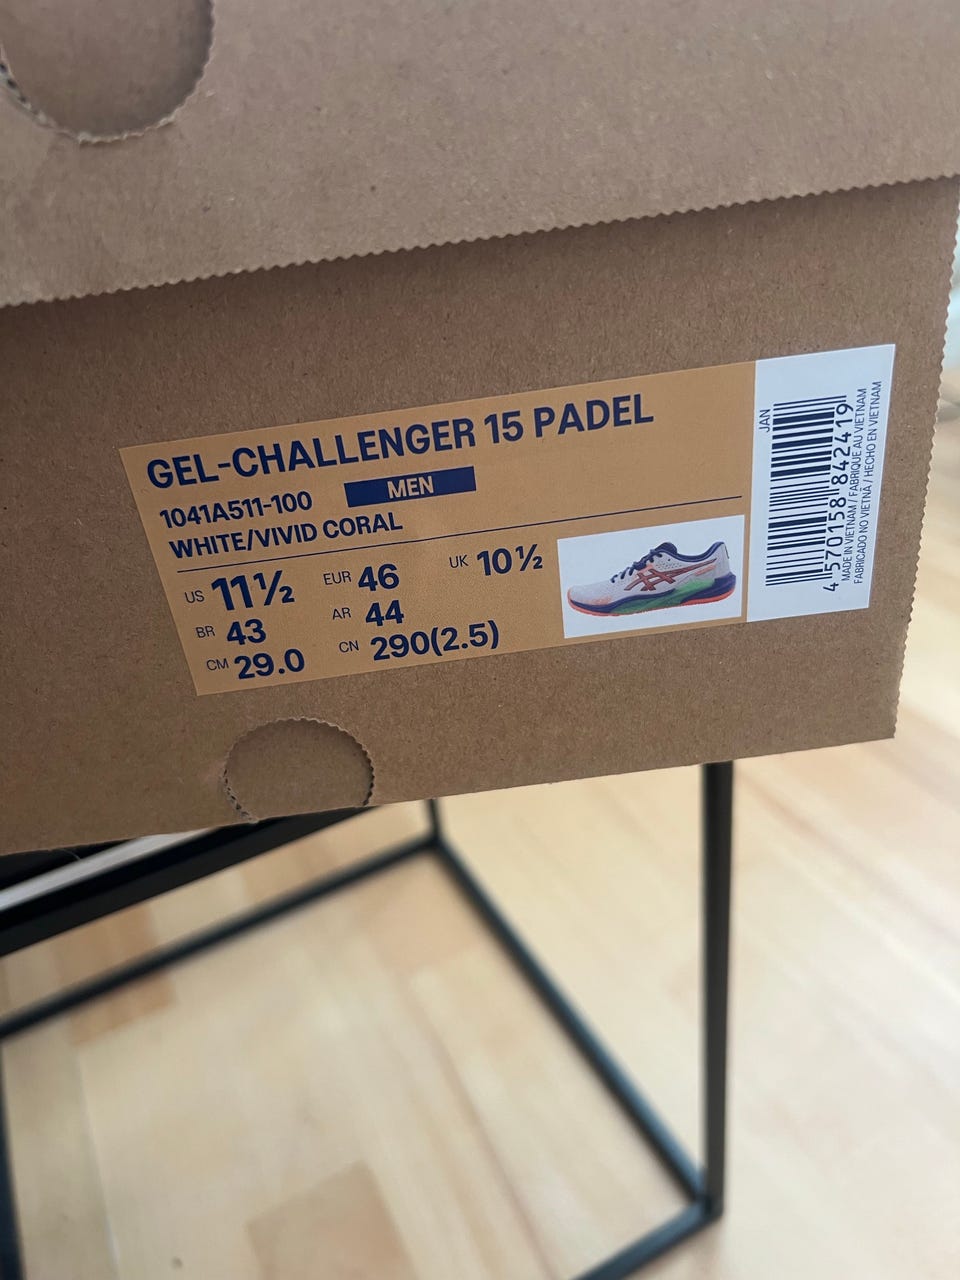 GEL-CHALLENGER 15 PADEL
1041A511-100 MEN
WHITE/VIVID CORAL
US 11½ EUR 46 UK 10½
BR 43 AR 44
CM 29.0 CN 290(2.5)
JAN
4 570158 842419
MADE IN VIETNAM / FABRIQUE AU VIETNAM
FABRICADO NO VIETNÃ / HECHO EN VIETNAM